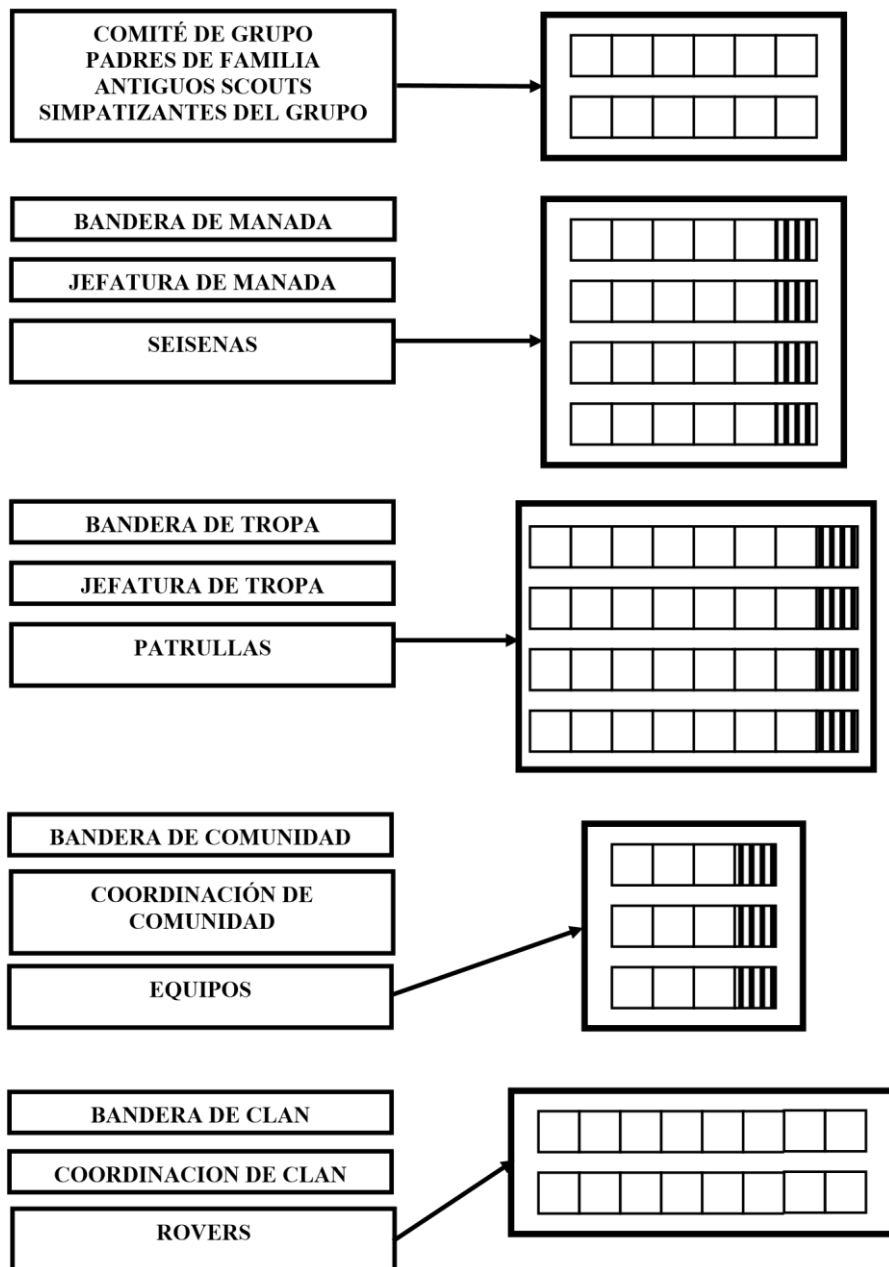 COMITÉ DE GRUPO
PADRES DE FAMILIA
ANTIGUOS SCOUTS
SIMPATIZANTES DEL GRUPO
BANDERA DE MANADA
JEFATURA DE MANADA
SEISENAS
BANDERA DE TROPA
JEFATURA DE TROPA
PATRULLAS
BANDERA DE COMUNIDAD
COORDINACIÓN DE
COMUNIDAD
EQUIPOS
BANDERA DE CLAN
COORDINACION DE CLAN
ROVERS